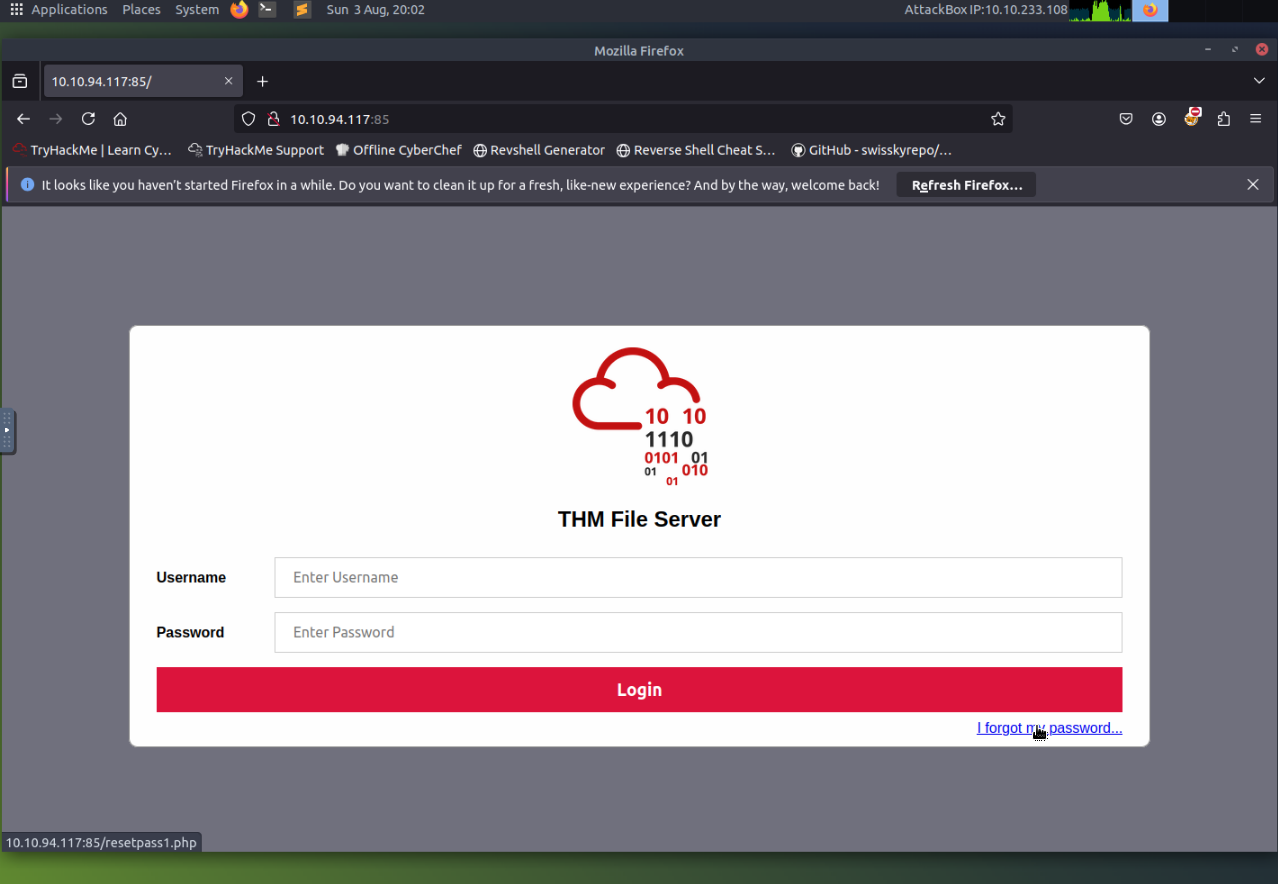 Applications Places System Sun 3 Aug, 20:02 AttackBox IP:10.10.233.108
Mozilla Firefox
10.10.94.117:85/
10.10.94.117:85
TryHackMe | Learn Cy... TryHackMe Support Offline CyberChef Revshell Generator Reverse Shell Cheat S... GitHub - swisskyrepo/...
It looks like you haven't started Firefox in a while. Do you want to clean it up for a fresh, like-new experience? And by the way, welcome back! Refresh Firefox...
10 10
1110
0101 01
01 010
01
THM File Server
Username Enter Username
Password Enter Password
Login
I forgot my password...
10.10.94.117:85/resetpass1.php